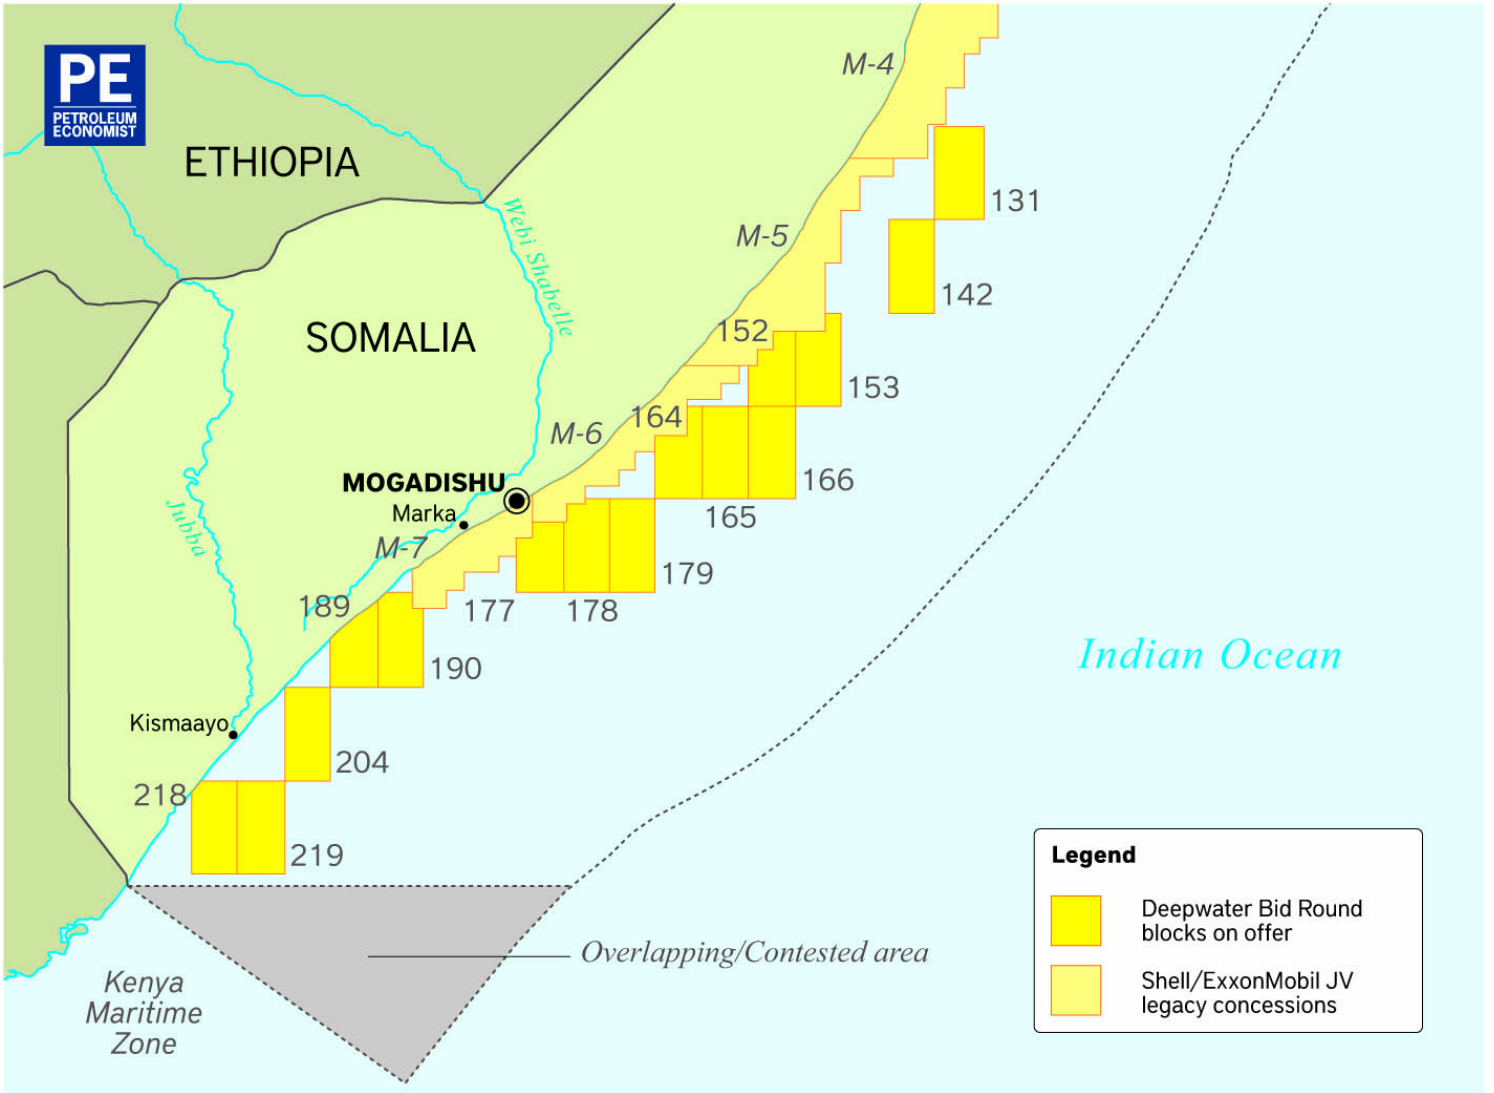 PE
PETROLEUM
ECONOMIST
ETHIOPIA
SOMALIA
Webi Shabelle
Jubba
M-4
131
M-5
142
152
153
164
M-6
166
MOGADISHU
Marka
165
M-7
179
189
177
178
190
Indian Ocean
Kismaayo
204
218
219
Overlapping/Contested area
Kenya
Maritime
Zone
Legend
Deepwater Bid Round
blocks on offer
Shell/ExxonMobil JV
legacy concessions